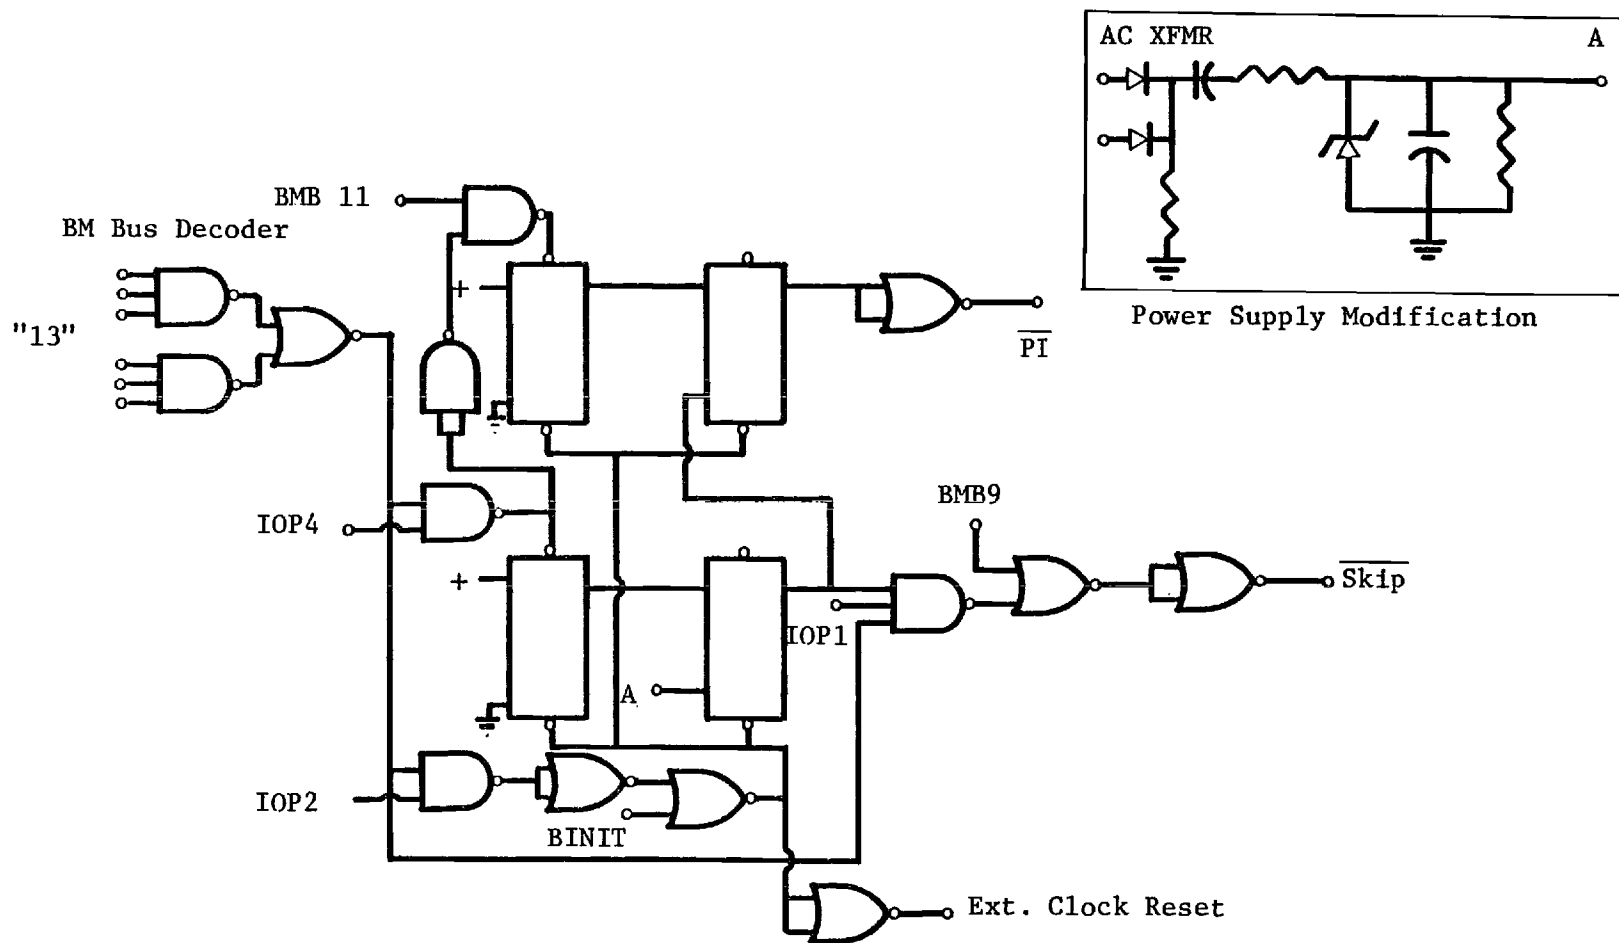 AC XFMR
A
Power Supply Modification
BMB 11
BM Bus Decoder
"13"
+
PI
IOP4
BMB9
+
Skip
IOP1
A
IOP2
BINIT
Ext. Clock Reset